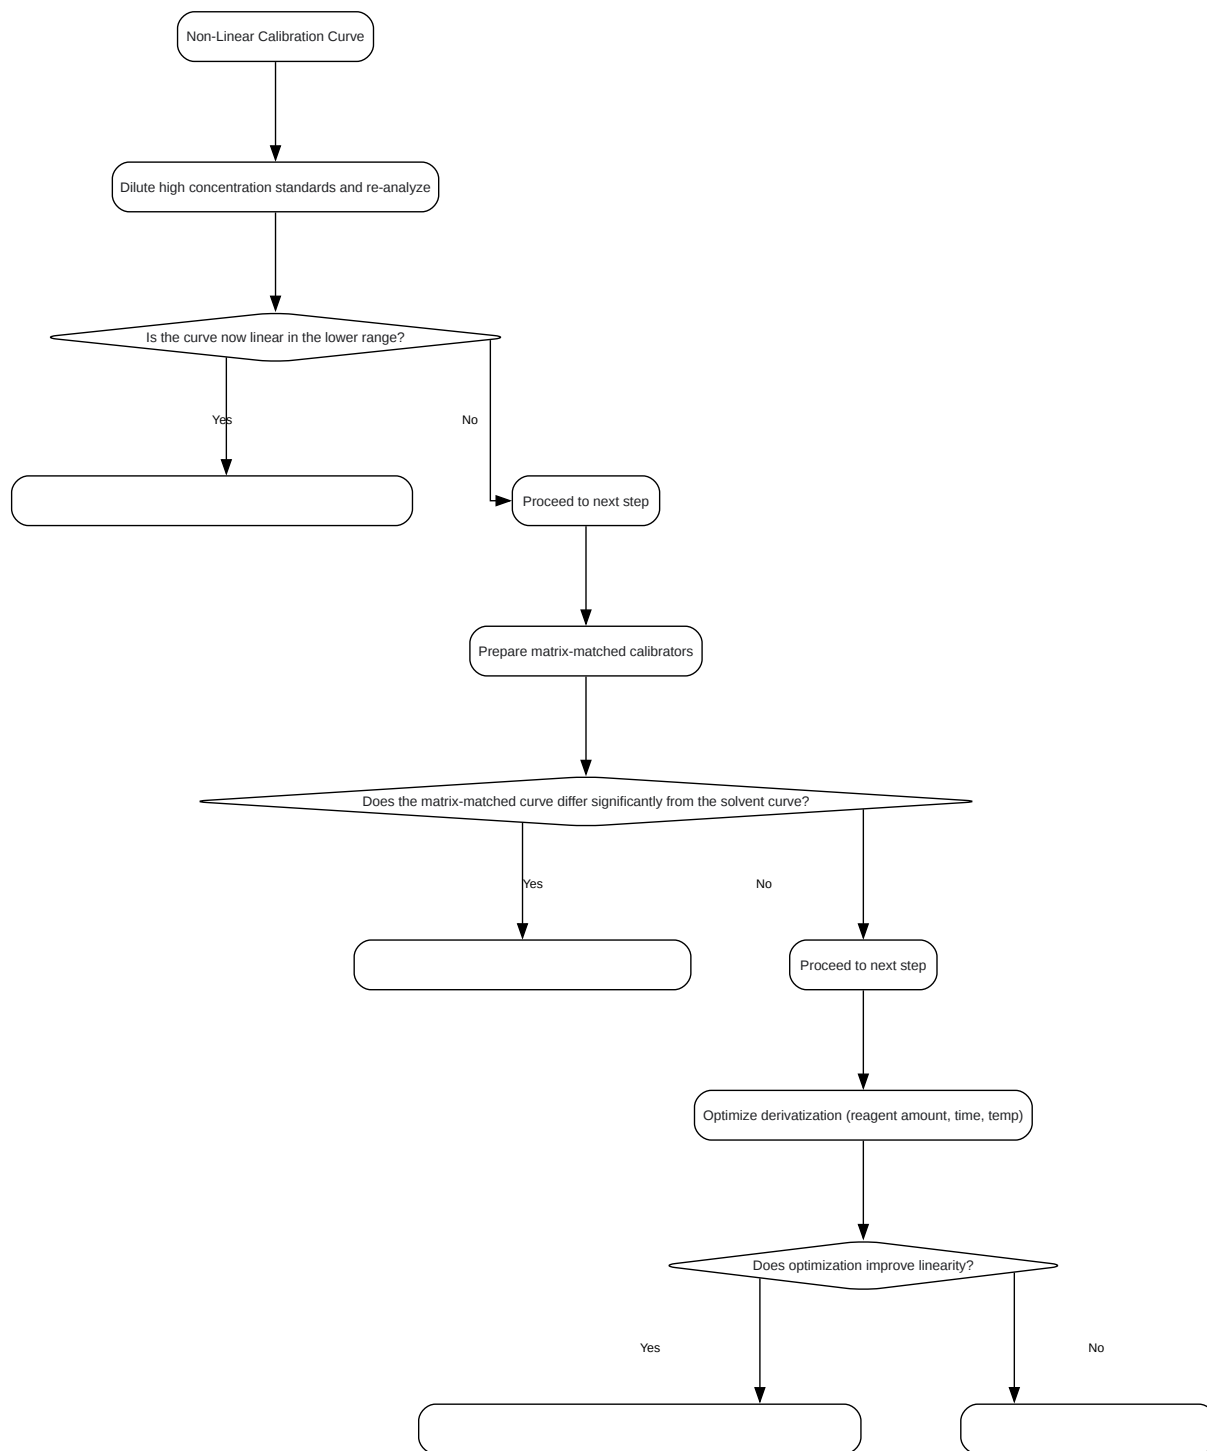 Non-Linear Calibration Curve
Dilute high concentration standards and re-analyze
Is the curve now linear in the lower range?
Yes
No
Proceed to next step
Prepare matrix-matched calibrators
Does the matrix-matched curve differ significantly from the solvent curve?
Yes
No
Proceed to next step
Optimize derivatization (reagent amount, time, temp)
Does optimization improve linearity?
Yes
No